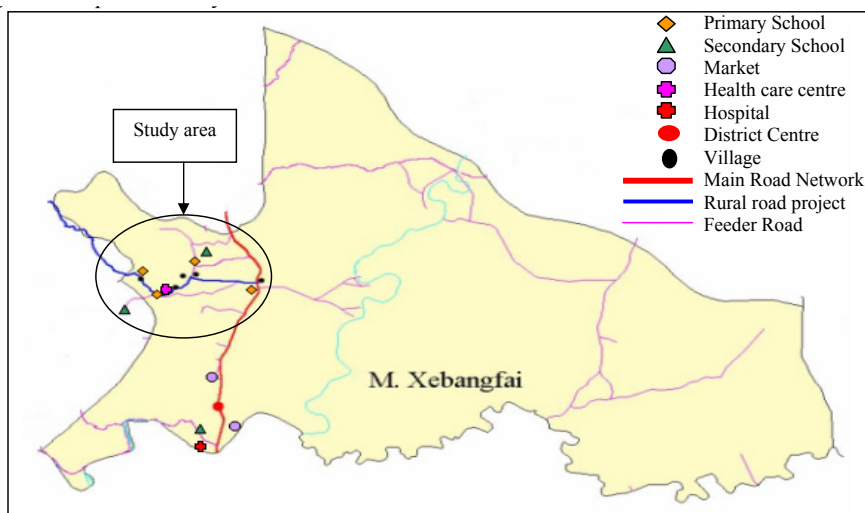 Primary School
Secondary School
Market
Health care centre
Hospital
District Centre
Village
Main Road Network
Rural road project
Feeder Road
Study area
M. Xebangfai